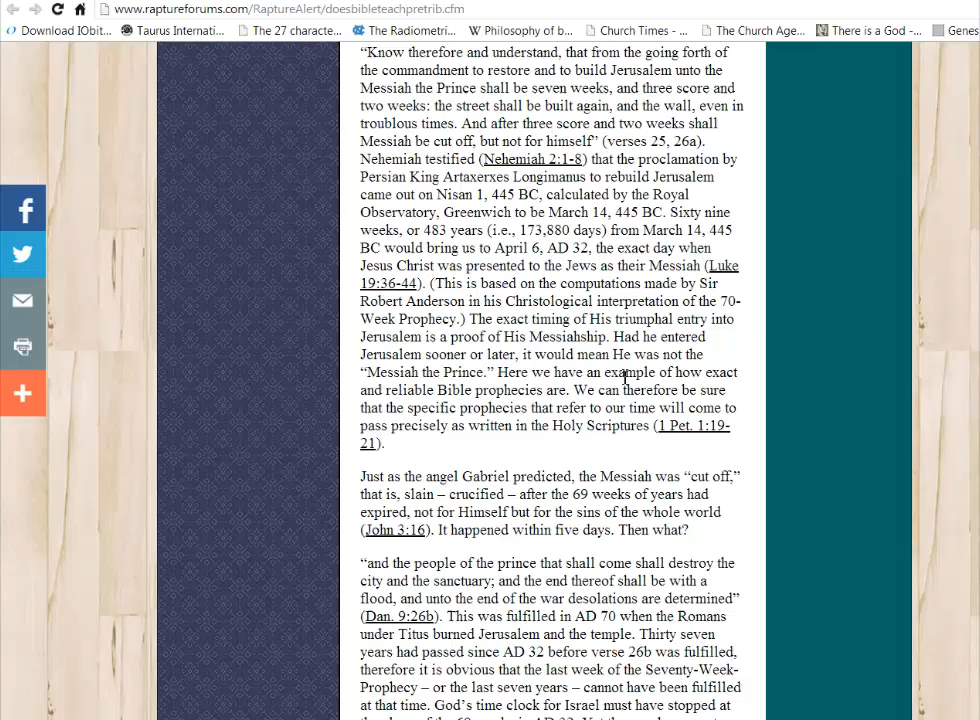 www.raptureforums.com/RaptureAlert/doesbibleteachpretrib.cfm
Download IObit... Taurus Internati... The 27 characte... The Radiometri... Philosophy of b... Church Times - ... The Church Age... There is a God - ... Genes
“Know therefore and understand, that from the going forth of
the commandment to restore and to build Jerusalem unto the
Messiah the Prince shall be seven weeks, and three score and
two weeks: the street shall be built again, and the wall, even in
troublous times. And after three score and two weeks shall
Messiah be cut off, but not for himself” (verses 25, 26a).
Nehemiah testified (Nehemiah 2:1-8) that the proclamation by
Persian King Artaxerxes Longimanus to rebuild Jerusalem
came out on Nisan 1, 445 BC, calculated by the Royal
Observatory, Greenwich to be March 14, 445 BC. Sixty nine
weeks, or 483 years (i.e., 173,880 days) from March 14, 445
BC would bring us to April 6, AD 32, the exact day when
Jesus Christ was presented to the Jews as their Messiah (Luke
19:36-44). (This is based on the computations made by Sir
Robert Anderson in his Christological interpretation of the 70-
Week Prophecy.) The exact timing of His triumphal entry into
Jerusalem is a proof of His Messiahship. Had he entered
Jerusalem sooner or later, it would mean He was not the
“Messiah the Prince.” Here we have an example of how exact
and reliable Bible prophecies are. We can therefore be sure
that the specific prophecies that refer to our time will come to
pass precisely as written in the Holy Scriptures (1 Pet. 1:19-
21).
Just as the angel Gabriel predicted, the Messiah was “cut off,”
that is, slain – crucified – after the 69 weeks of years had
expired, not for Himself but for the sins of the whole world
(John 3:16). It happened within five days. Then what?
“and the people of the prince that shall come shall destroy the
city and the sanctuary; and the end thereof shall be with a
flood, and unto the end of the war desolations are determined”
(Dan. 9:26b). This was fulfilled in AD 70 when the Romans
under Titus burned Jerusalem and the temple. Thirty seven
years had passed since AD 32 before verse 26b was fulfilled,
therefore it is obvious that the last week of the Seventy-Week-
Prophecy – or the last seven years – cannot have been fulfilled
at that time. God’s time clock for Israel must have stopped at